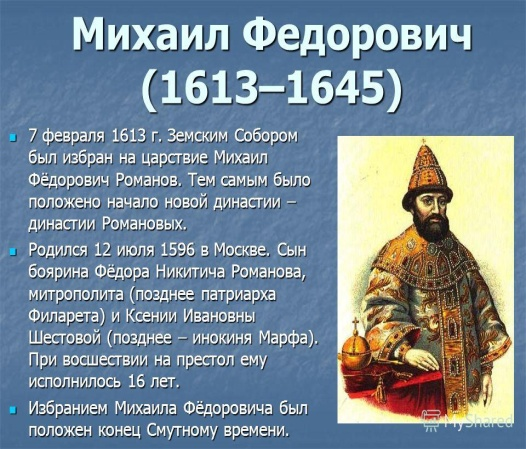 Михаил Федорович
(1613–1645)
7 февраля 1613 г. Земским Собором
был избран на царствие Михаил
Фёдорович Романов. Тем самым было
положено начало новой династии –
династии Романовых.
Родился 12 июля 1596 в Москве. Сын
боярина Фёдора Никитича Романова,
митрополита (позднее патриарха
Филарета) и Ксении Ивановны
Шестовой (позднее – инокиня Марфа).
При восшествии на престол ему
исполнилось 16 лет.
Избранием Михаила Фёдоровича был
положен конец Смутному времени.
MyShared